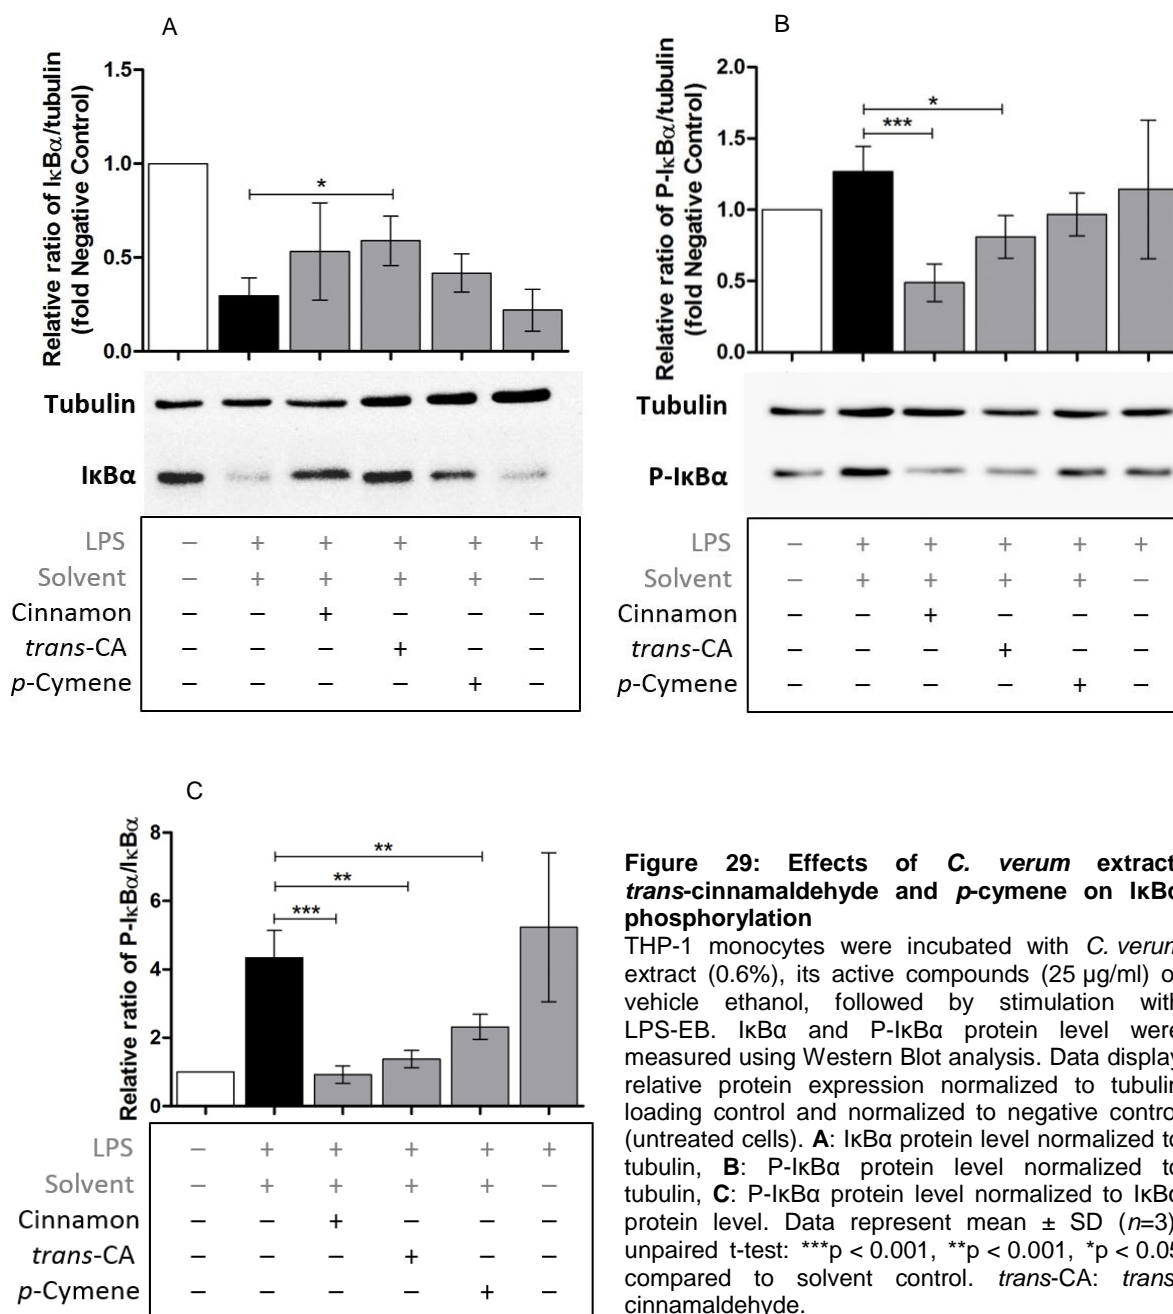 A
Relative ratio of IκBα/tubulin
(fold Negative Control)
1.5
1.0
0.5
0.0
*
Tubulin
IκBα
LPS − + + + + +
Solvent − + + + + −
Cinnamon − − + − − −
trans-CA − − − + − −
p-Cymene − − − − + −
B
Relative ratio of P-IκBα/tubulin
(fold Negative Control)
2.0
1.5
1.0
0.5
0.0
*
***
Tubulin
P-IκBα
LPS − + + + + +
Solvent − + + + + −
Cinnamon − − + − − −
trans-CA − − − + − −
p-Cymene − − − − + −
C
Relative ratio of P-IκBα/IκBα
8
6
4
2
0
**
**
***
LPS − + + + + +
Solvent − + + + + −
Cinnamon − − + − − −
trans-CA − − − + − −
p-Cymene − − − − + −
Figure 29: Effects of C. verum extract
trans-cinnamaldehyde and p-cymene on IκBα
phosphorylation
THP-1 monocytes were incubated with C. verum
extract (0.6%), its active compounds (25 µg/ml) o
vehicle ethanol, followed by stimulation with
LPS-EB. IκBα and P-IκBα protein level were
measured using Western Blot analysis. Data display
relative protein expression normalized to tubulin
loading control and normalized to negative contro
(untreated cells). A: IκBα protein level normalized to
tubulin, B: P-IκBα protein level normalized to
tubulin, C: P-IκBα protein level normalized to IκBα
protein level. Data represent mean ± SD (n=3)
unpaired t-test: ***p < 0.001, **p < 0.001, *p < 0.05
compared to solvent control. trans-CA: trans-
cinnamaldehyde.